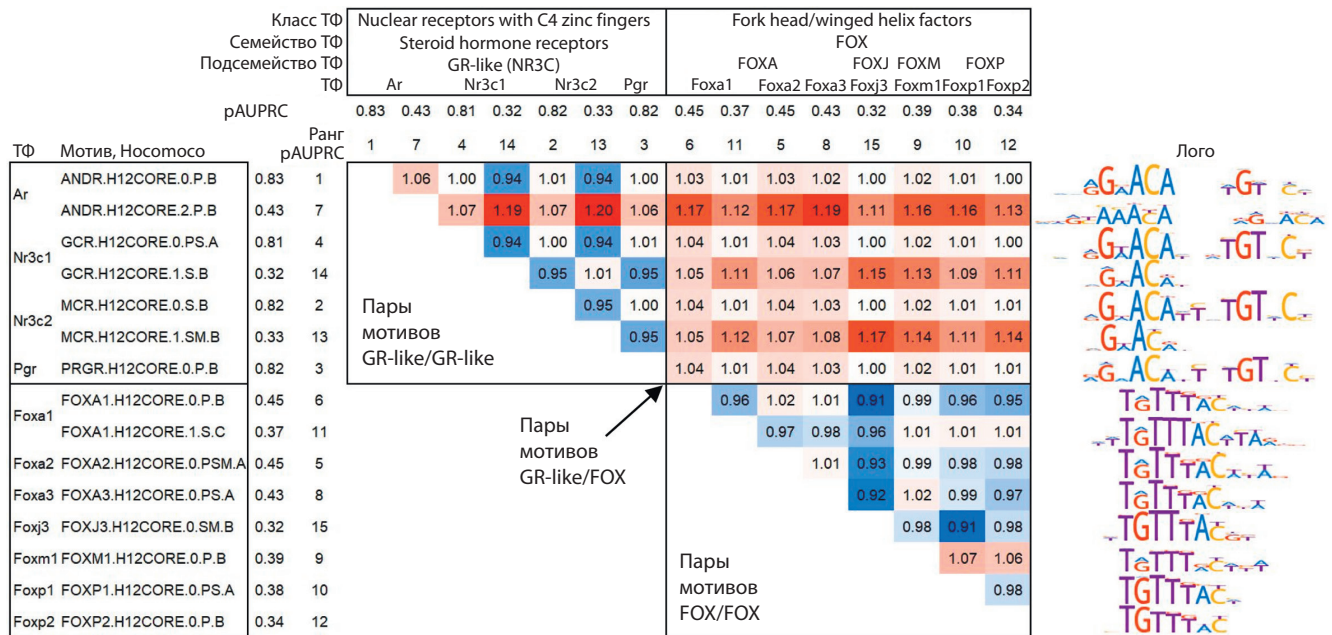 Класс ТФ Nuclear receptors with C4 zinc fingers Fork head/winged helix factors
Семейство ТФ Steroid hormone receptors FOX
Подсемейство ТФ GR-like (NR3C) FOXA FOXJ FOXM FOXP
ТФ Ar Nr3c1 Nr3c2 Pgr Foxa1 Foxa2 Foxa3 Foxj3 Foxm1 Foxp1 Foxp2
pAUPRC 0.83 0.43 0.81 0.32 0.82 0.33 0.82 0.45 0.37 0.45 0.43 0.32 0.39 0.38 0.34
ТФ Мотив, Hocomoco Ранг pAUPRC 1 7 4 14 2 13 3 6 11 5 8 15 9 10 12
Лого
Ar ANDR.H12CORE.0.P.B 0.83 1 1.06 1.00 0.94 1.01 0.94 1.00 1.03 1.01 1.03 1.02 1.00 1.02 1.01 1.00
ANDR.H12CORE.2.P.B 0.43 7 1.07 1.19 1.07 1.20 1.06 1.17 1.12 1.17 1.19 1.11 1.16 1.16 1.13
Nr3c1 GCR.H12CORE.0.PS.A 0.81 4 0.94 1.00 0.94 1.01 1.04 1.01 1.04 1.03 1.00 1.02 1.01 1.00
GCR.H12CORE.1.S.B 0.32 14 0.95 1.01 0.95 1.05 1.11 1.06 1.07 1.15 1.13 1.09 1.11
Nr3c2 MCR.H12CORE.0.S.B 0.82 2 0.95 1.00 1.04 1.01 1.04 1.03 1.00 1.02 1.01 1.01
MCR.H12CORE.1.SM.B 0.33 13 0.95 1.05 1.12 1.07 1.08 1.17 1.14 1.11 1.14
Pgr PRGR.H12CORE.0.P.B 0.82 3 1.04 1.01 1.04 1.03 1.00 1.02 1.01 1.01
Пары
мотивов
GR-like/GR-like
Foxa1 FOXA1.H12CORE.0.P.B 0.45 6 0.96 1.02 1.01 0.91 0.99 0.96 0.95
FOXA1.H12CORE.1.S.C 0.37 11 0.97 0.98 0.96 1.01 1.01 1.01
Foxa2 FOXA2.H12CORE.0.PSM.A 0.45 5 1.01 0.93 0.99 0.98 0.98
Foxa3 FOXA3.H12CORE.0.PS.A 0.43 8 0.92 1.02 0.99 0.97
Foxj3 FOXJ3.H12CORE.0.SM.B 0.32 15 0.98 0.91 0.98
Foxm1 FOXM1.H12CORE.0.P.B 0.39 9 1.07 1.06
Foxp1 FOXP1.H12CORE.0.PS.A 0.38 10 0.98
Foxp2 FOXP2.H12CORE.0.P.B 0.34 12
Пары
мотивов
GR-like/FOX
Пары
мотивов
FOX/FOX